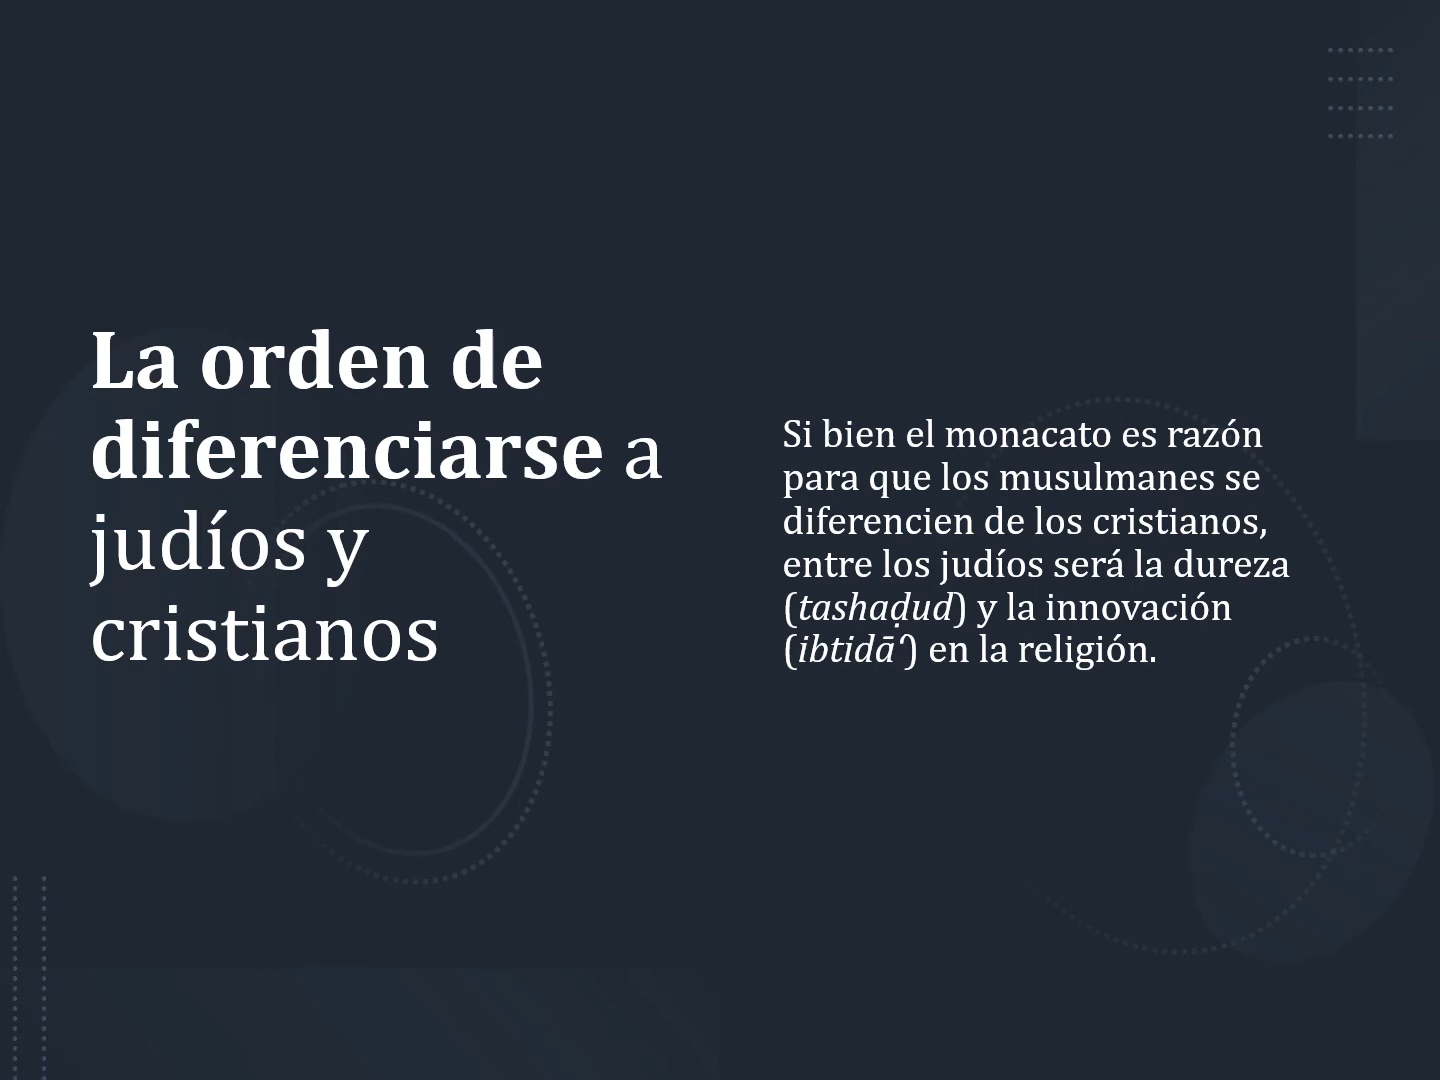 La orden de
diferenciarse a
judíos y
cristianos
Si bien el monacato es razón
para que los musulmanes se
diferencien de los cristianos,
entre los judíos será la dureza
(tashaḍud) y la innovación
(ibtidāʻ) en la religión.